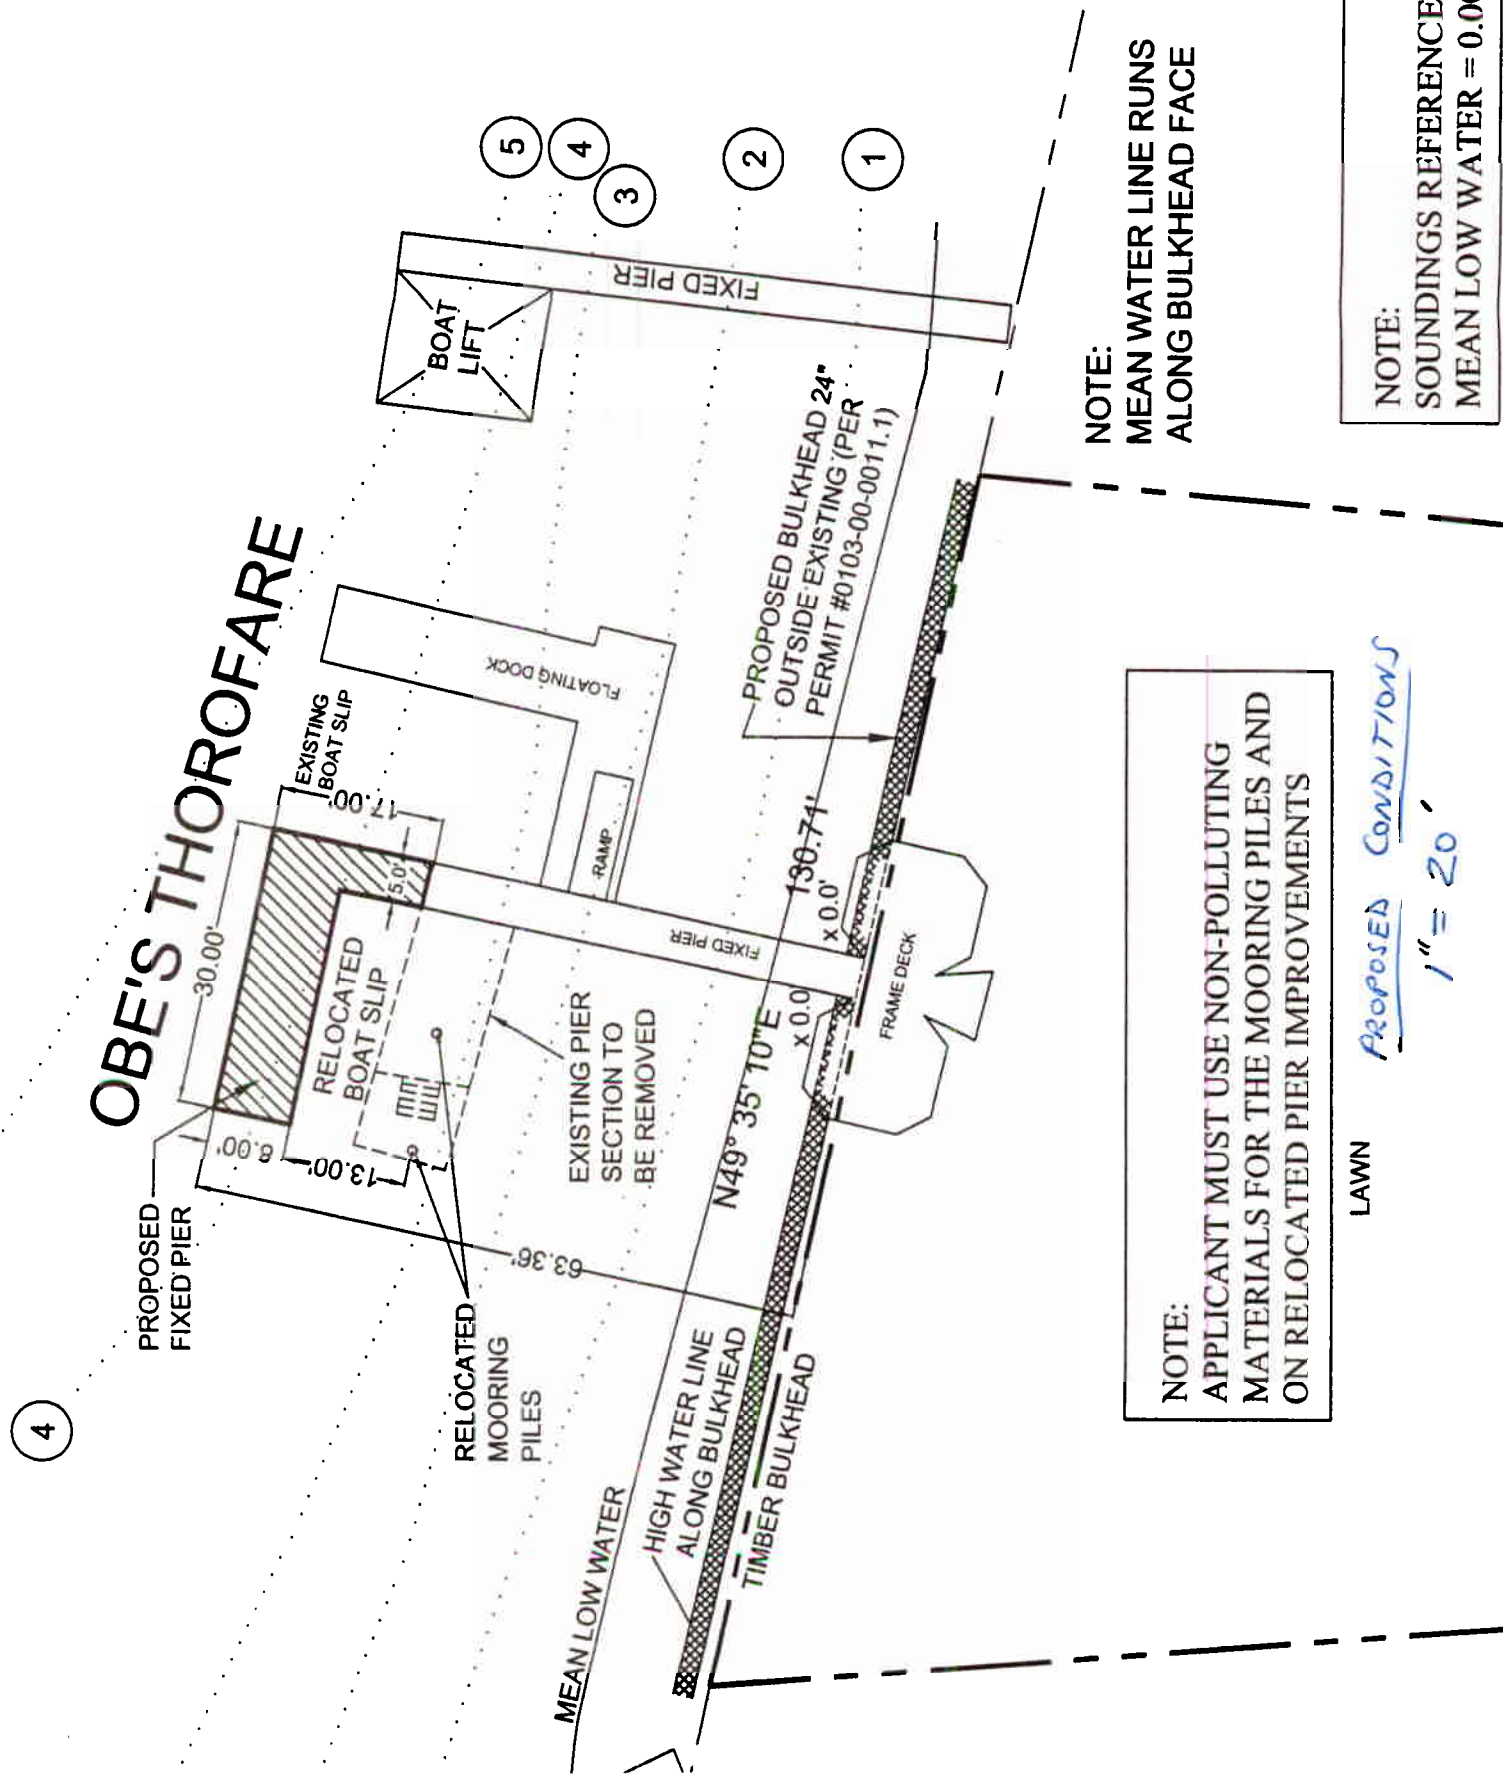 OBE'S THOROFARE
4
PROPOSED
FIXED PIER
30.00'
8.00'
13.00'
63.36'
RELOCATED
BOAT SLIP
17.00'
5.0'
EXISTING
BOAT SLIP
RELOCATED
MOORING
PILES
EXISTING PIER
SECTION TO
BE REMOVED
FLOATING DOCK
RAMP
FIXED PIER
BOAT
LIFT
FIXED PIER
5
4
3
2
1
PROPOSED BULKHEAD 24"
OUTSIDE EXISTING (PER
PERMIT #0103-00-0011.1)
MEAN LOW WATER
HIGH WATER LINE
ALONG BULKHEAD
TIMBER BULKHEAD
N49° 35' 10"E
130.71'
x 0.0
x 0.0'
FRAME DECK
NOTE:
MEAN WATER LINE RUNS
ALONG BULKHEAD FACE
NOTE:
SOUNDINGS REFERENCE
MEAN LOW WATER = 0.0
NOTE:
APPLICANT MUST USE NON-POLLUTING
MATERIALS FOR THE MOORING PILES AND
ON RELOCATED PIER IMPROVEMENTS
LAWN
PROPOSED CONDITIONS
1" = 20'